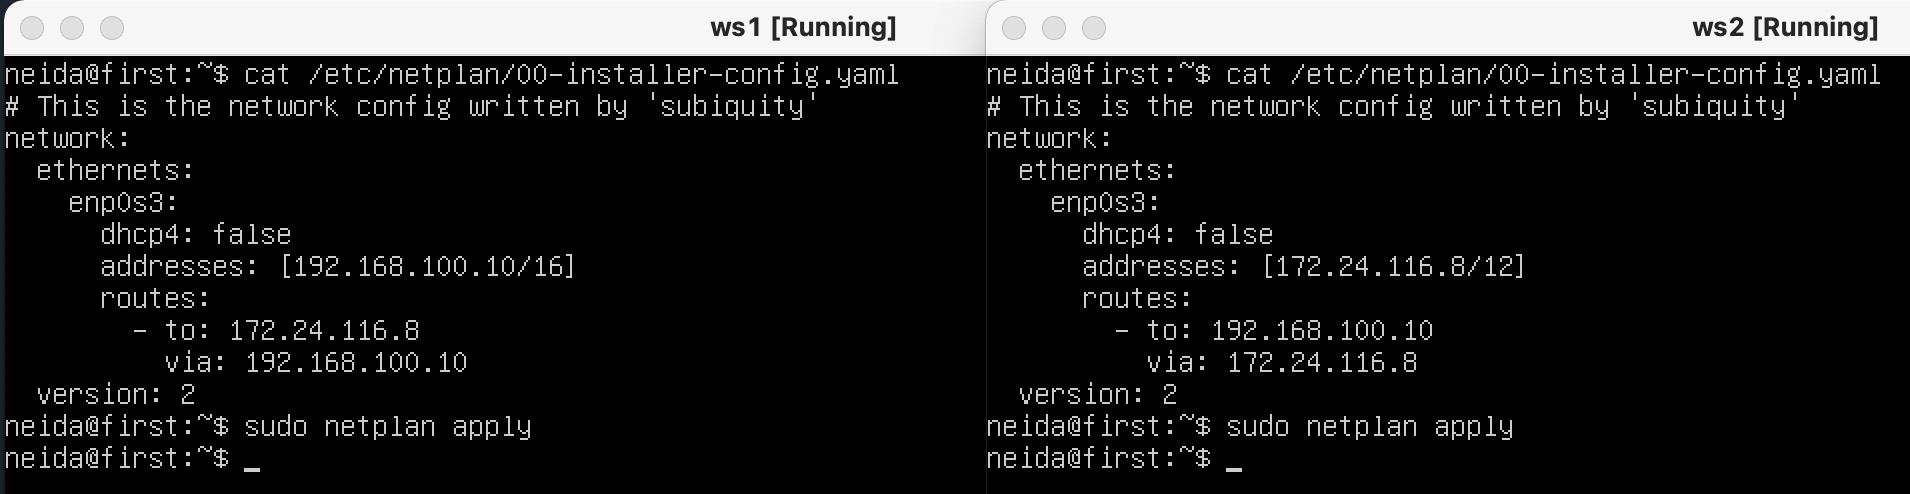 ws1 [Running]
neida@first:~$ cat /etc/netplan/00-installer-config.yaml
# This is the network config written by 'subiquity'
network:
  ethernets:
    enp0s3:
      dhcp4: false
      addresses: [192.168.100.10/16]
      routes:
        - to: 172.24.116.8
          via: 192.168.100.10
  version: 2
neida@first:~$ sudo netplan apply
neida@first:~$ _
ws2 [Running]
neida@first:~$ cat /etc/netplan/00-installer-config.yaml
# This is the network config written by 'subiquity'
network:
  ethernets:
    enp0s3:
      dhcp4: false
      addresses: [172.24.116.8/12]
      routes:
        - to: 192.168.100.10
          via: 172.24.116.8
  version: 2
neida@first:~$ sudo netplan apply
neida@first:~$ _